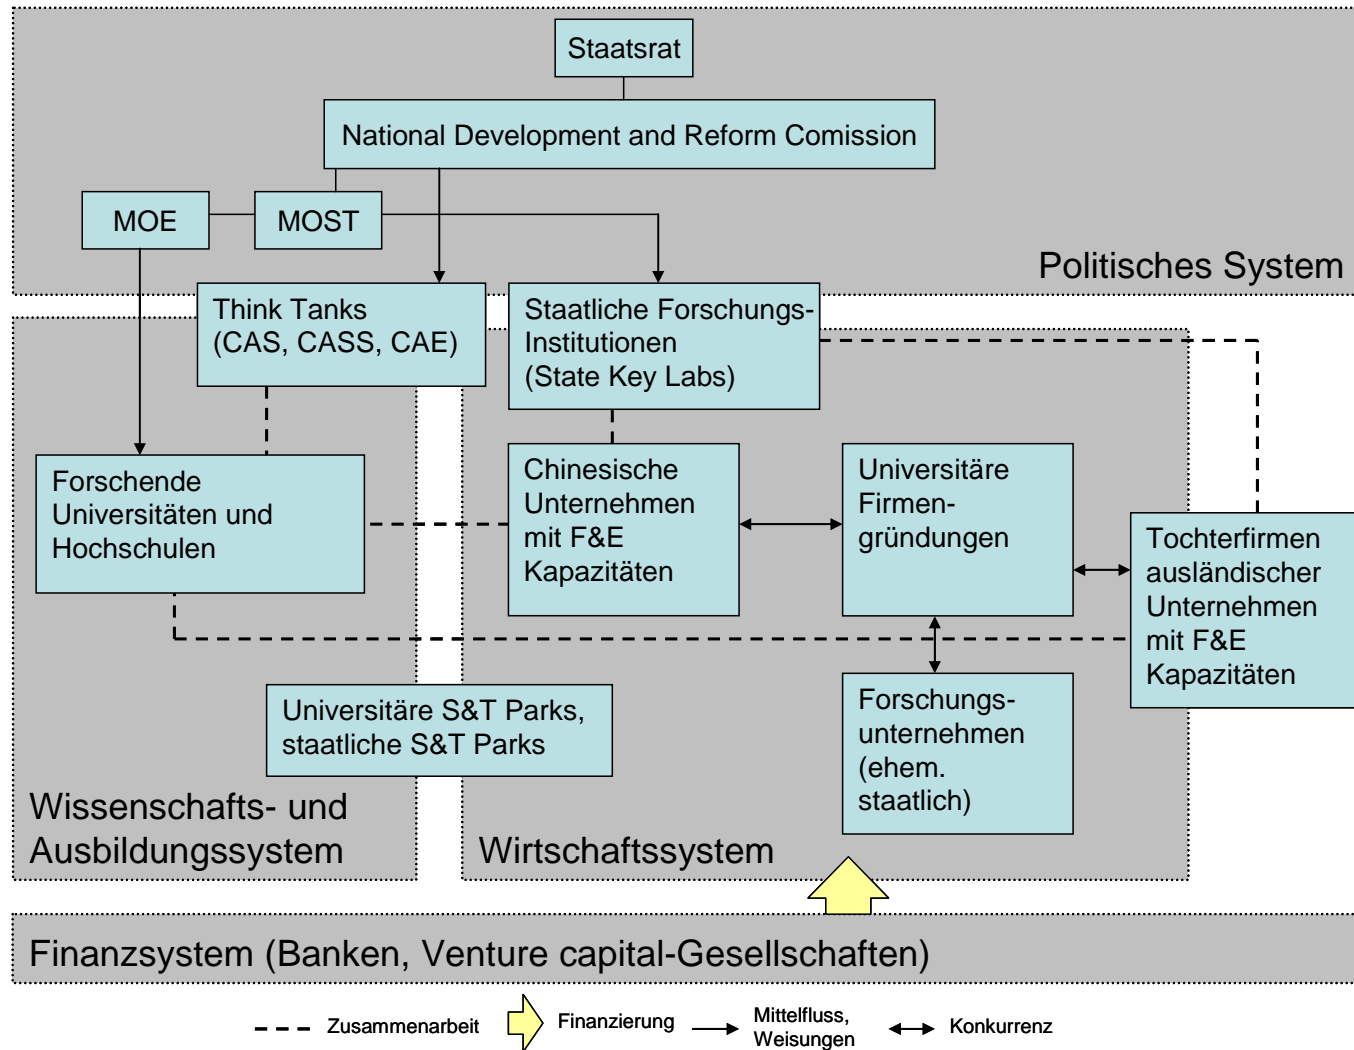 Staatsrat
National Development and Reform Comission
MOE
MOST
Politisches System
Think Tanks
(CAS, CASS, CAE)
Staatliche Forschungs-
Institutionen
(State Key Labs)
Forschende
Universitäten und
Hochschulen
Chinesische
Unternehmen
mit F&E
Kapazitäten
Universitäre
Firmen-
gründungen
Tochterfirmen
ausländischer
Unternehmen
mit F&E
Kapazitäten
Universitäre S&T Parks,
staatliche S&T Parks
Forschungs-
unternehmen
(ehem.
staatlich)
Wissenschafts- und
Ausbildungssystem
Wirtschaftssystem
Finanzsystem (Banken, Venture capital-Gesellschaften)
Zusammenarbeit
Finanzierung
Mittelfluss,
Weisungen
Konkurrenz